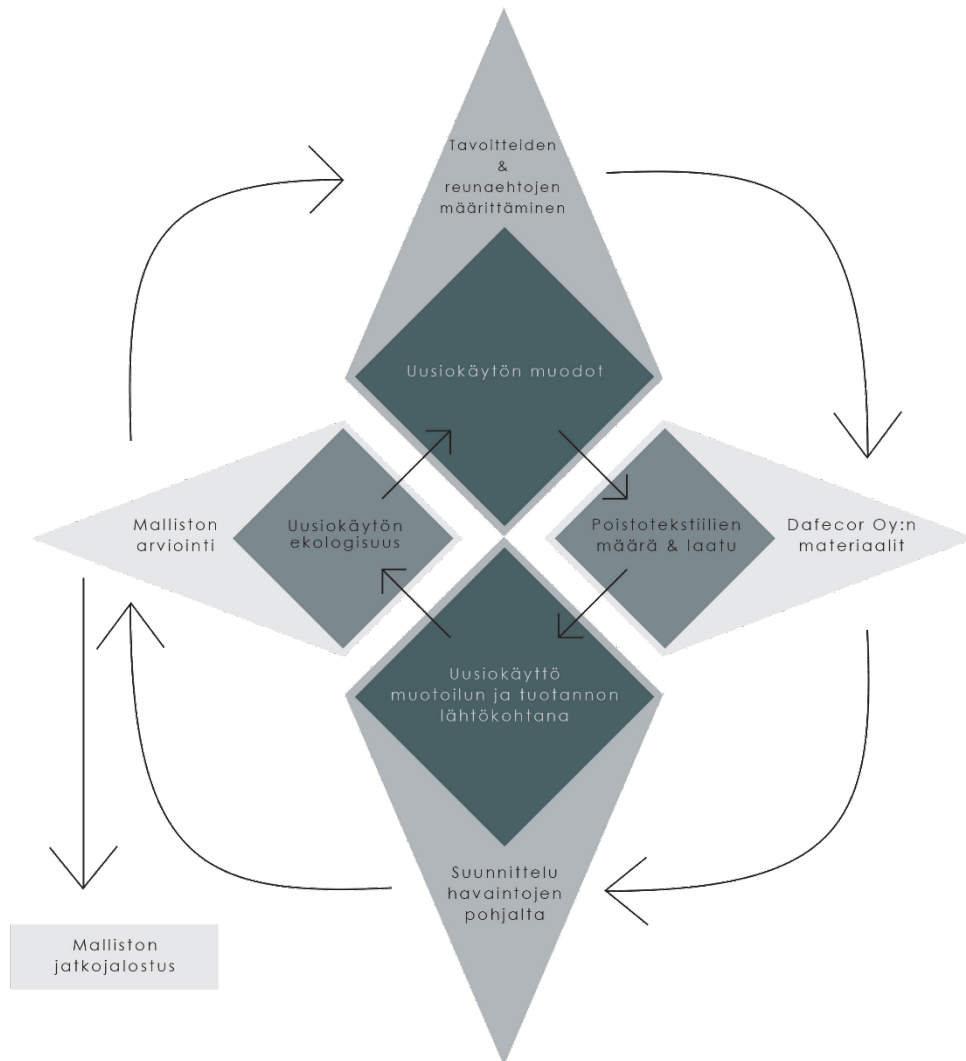 Tavoitteiden
&
reunaehtojen
määrittäminen
Uusiokäytön muodot
Malliston
arviointi
Uusiokäytön
ekologisuus
Poistotekstiilien
määrä & laatu
Dafecor Oy:n
materiaalit
Uusiokäyttö
muotoilun ja tuotannon
lähtökohtana
Suunnittelu
havaintojen
pohjalta
Malliston
jatkojalostus